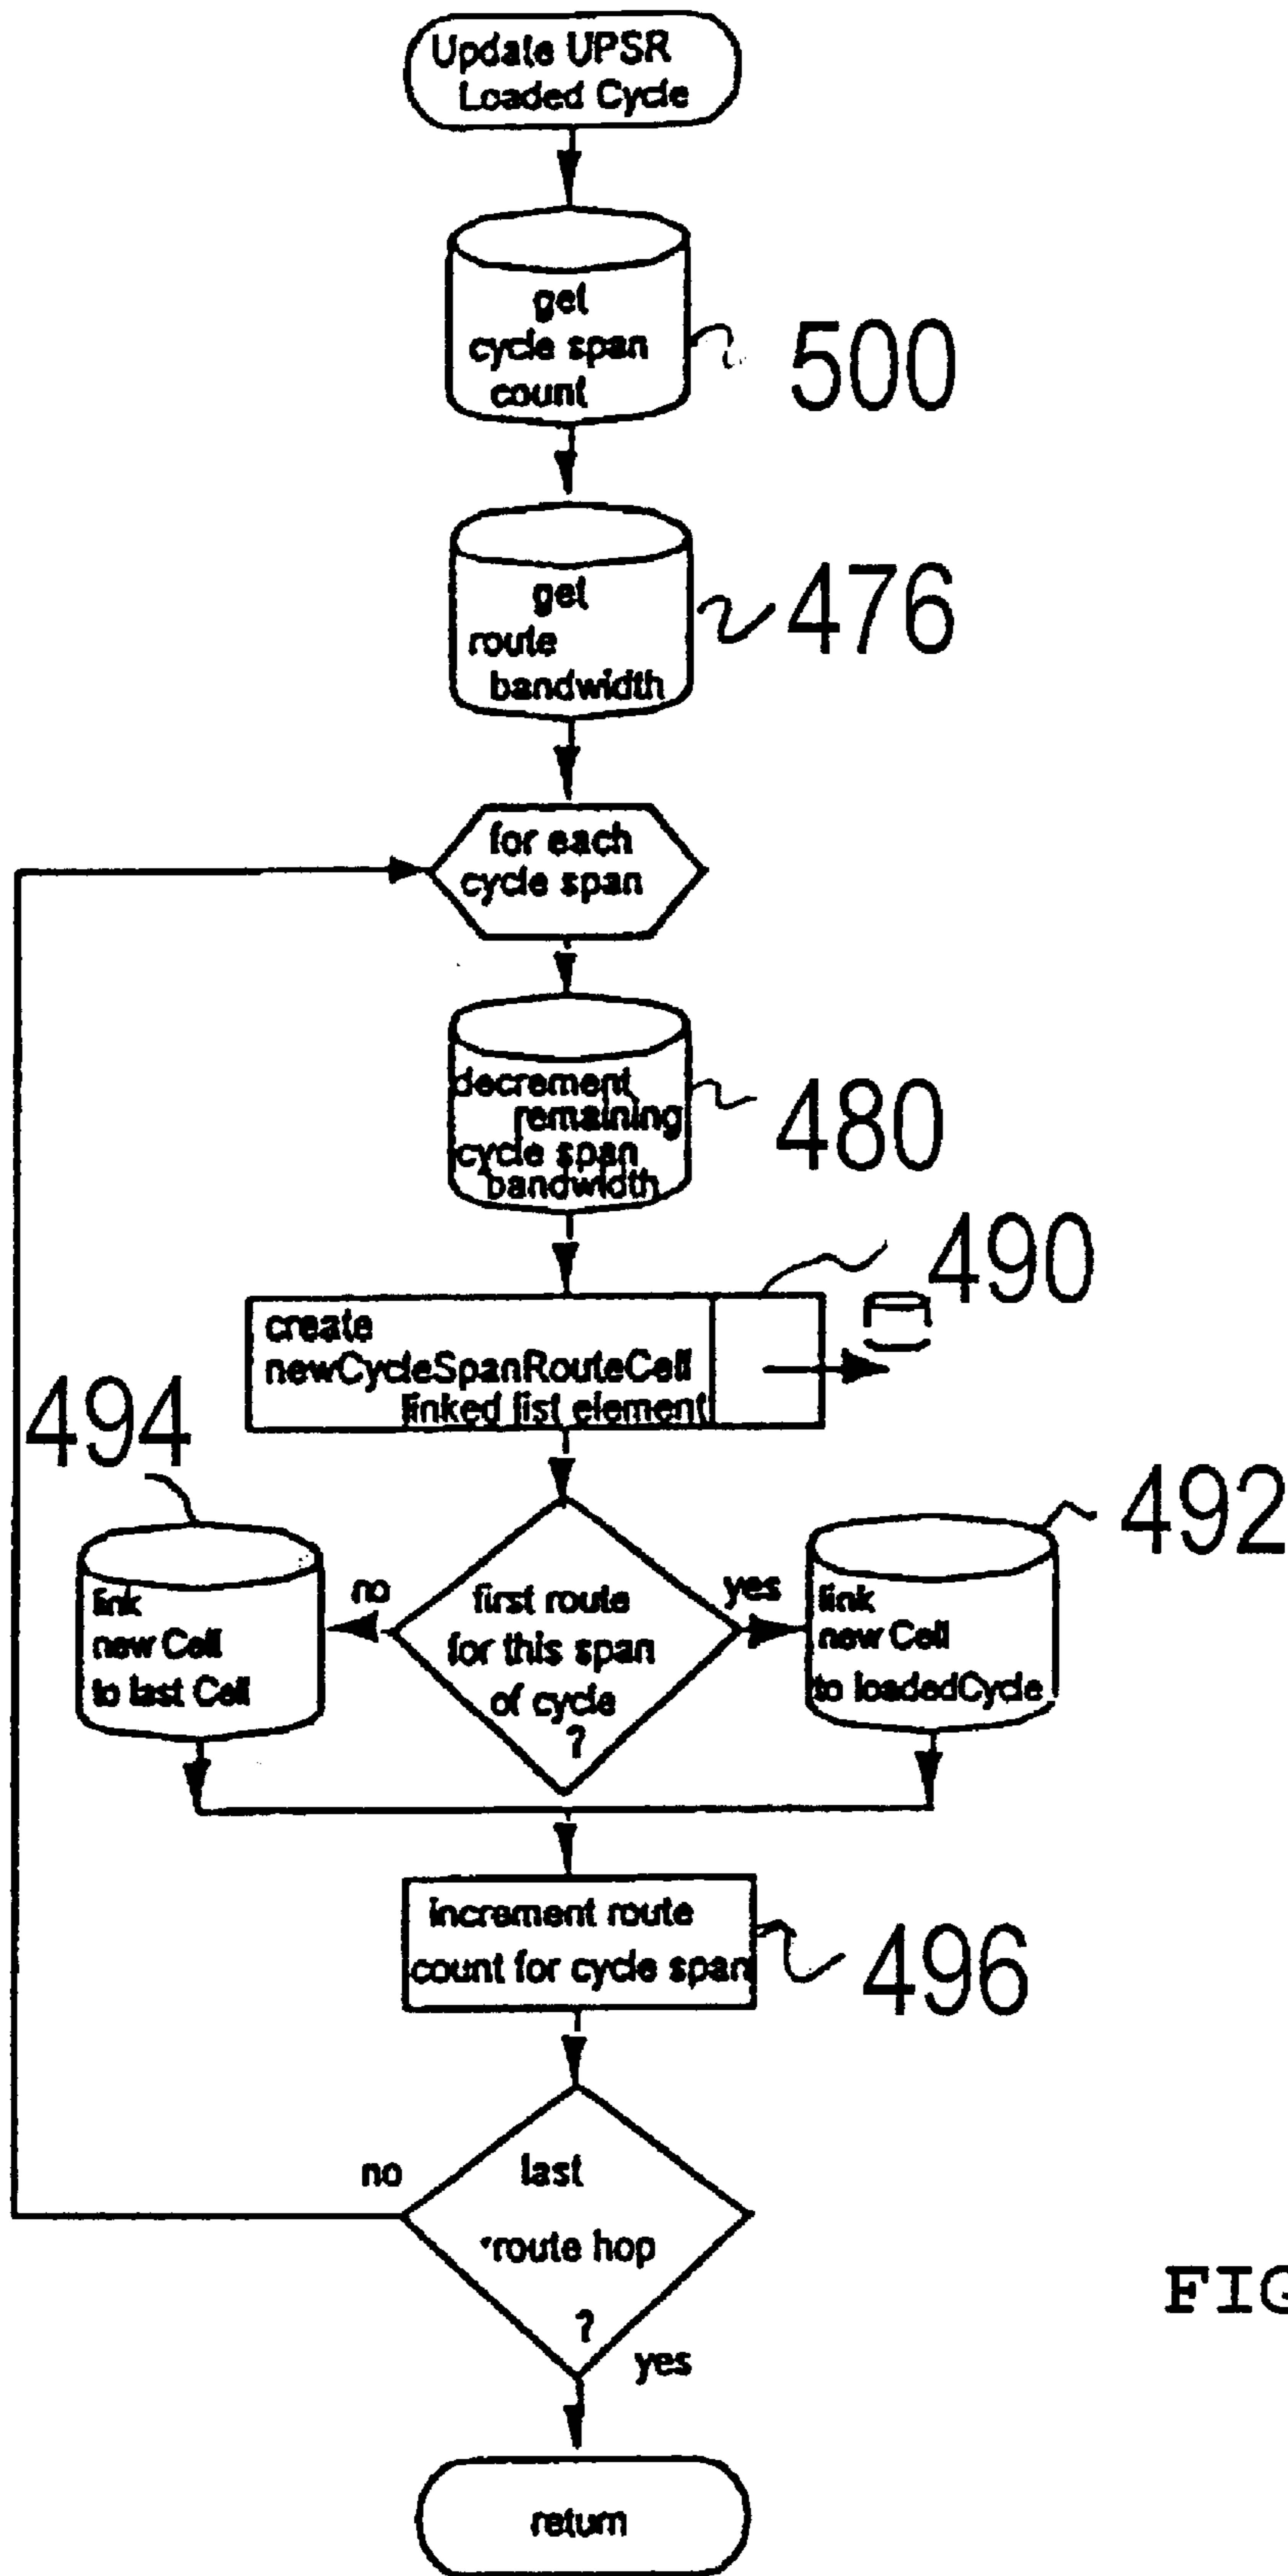 Update UPSR
Loaded Cycle
get
cycle span
count
500
get
route
bandwidth
476
for each
cycle span
decrement
remaining
cycle span
bandwidth
480
490
create
newCycleSpanRouteCell
linked list element
494
492
link
new Cell
to last Cell
no
first route
for this span
of cycle
?
yes
link
new Cell
to loadedCycle
increment route
count for cycle span
496
no
last
route hop
?
yes
FIG
return